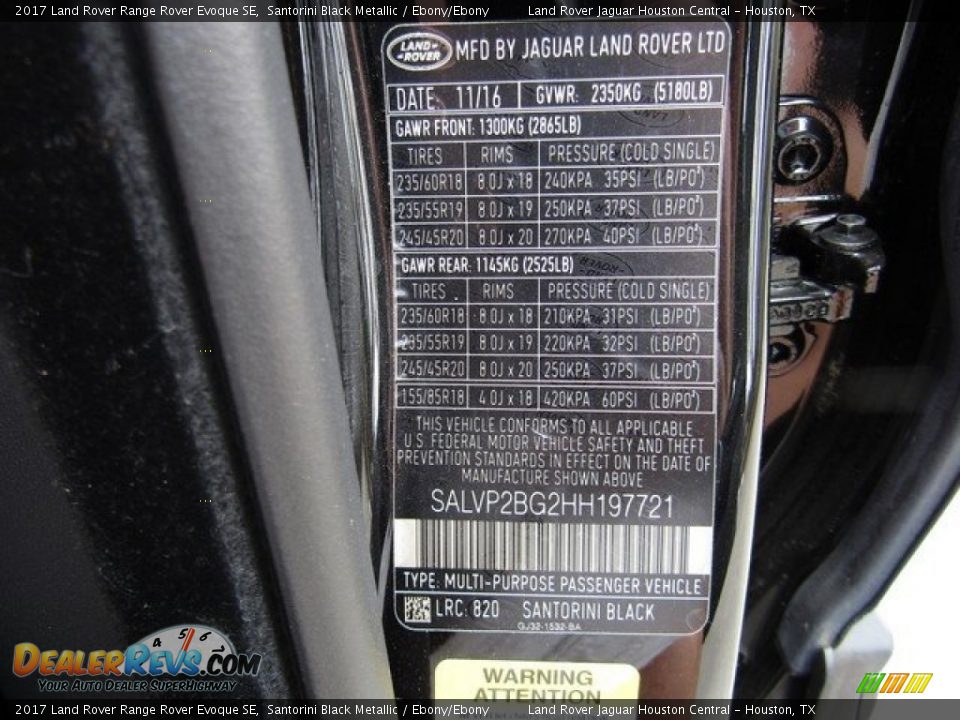 2017 Land Rover Range Rover Evoque SE, Santorini Black Metallic / Ebony/Ebony Land Rover Jaguar Houston Central - Houston, TX
LAND-ROVER MFD BY JAGUAR LAND ROVER LTD
DATE 11/16 GVWR: 2350KG (5180LB)
GAWR FRONT: 1300KG (2865LB)
TIRES RIMS PRESSURE (COLD SINGLE)
235/60R18 8.0J x 18 240KPA 35PSI (LB/PO²)
235/55R19 8.0J x 19 250KPA 37PSI (LB/PO²)
245/45R20 8.0J x 20 270KPA 40PSI (LB/PO²)
GAWR REAR: 1145KG (2525LB)
TIRES RIMS PRESSURE (COLD SINGLE)
235/60R18 8.0J x 18 210KPA 31PSI (LB/PO²)
235/55R19 8.0J x 19 220KPA 32PSI (LB/PO²)
245/45R20 8.0J x 20 250KPA 37PSI (LB/PO²)
155/85R18 4.0J x 18 420KPA 60PSI (LB/PO²)
THIS VEHICLE CONFORMS TO ALL APPLICABLE
U.S. FEDERAL MOTOR VEHICLE SAFETY AND THEFT
PREVENTION STANDARDS IN EFFECT ON THE DATE OF
MANUFACTURE SHOWN ABOVE
SALVP2BG2HH197721
TYPE: MULTI-PURPOSE PASSENGER VEHICLE
LRC: 820 SANTORINI BLACK
GJ32-1532-BA
WARNING
ATTENTION
4 5 6
DEALERREVS.COM
YOUR AUTO DEALER SUPERHIGHWAY
2017 Land Rover Range Rover Evoque SE, Santorini Black Metallic / Ebony/Ebony Land Rover Jaguar Houston Central - Houston, TX